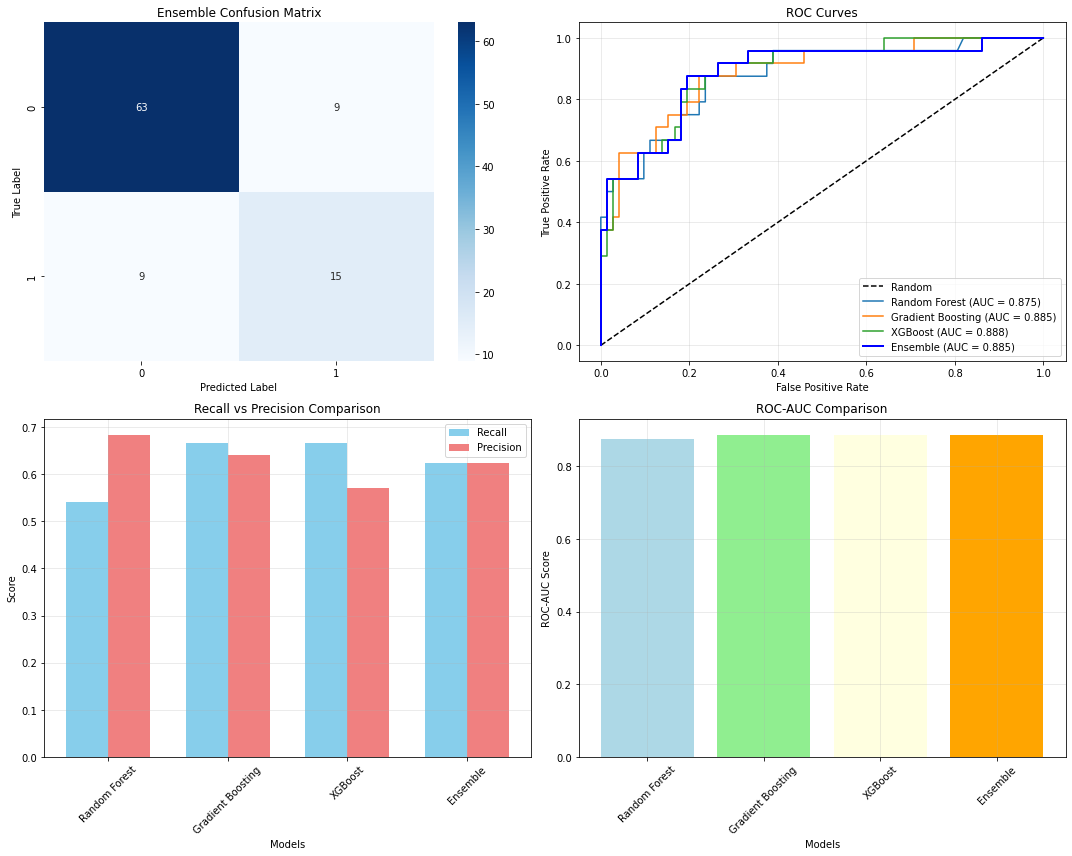 Ensemble Confusion Matrix
63 9
9 15
0
1
True Label
0 1
Predicted Label
60
50
40
30
20
10
ROC Curves
1.0
0.8
0.6
0.4
0.2
0.0
True Positive Rate
Random
Random Forest (AUC = 0.875)
Gradient Boosting (AUC = 0.885)
XGBoost (AUC = 0.888)
Ensemble (AUC = 0.885)
0.0 0.2 0.4 0.6 0.8 1.0
False Positive Rate
Recall vs Precision Comparison
Recall
Precision
0.7
0.6
0.5
0.4
0.3
0.2
0.1
0.0
Score
Random Forest
Gradient Boosting
XGBoost
Ensemble
Models
ROC-AUC Comparison
0.8
0.6
0.4
0.2
0.0
ROC-AUC Score
Random Forest
Gradient Boosting
XGBoost
Ensemble
Models